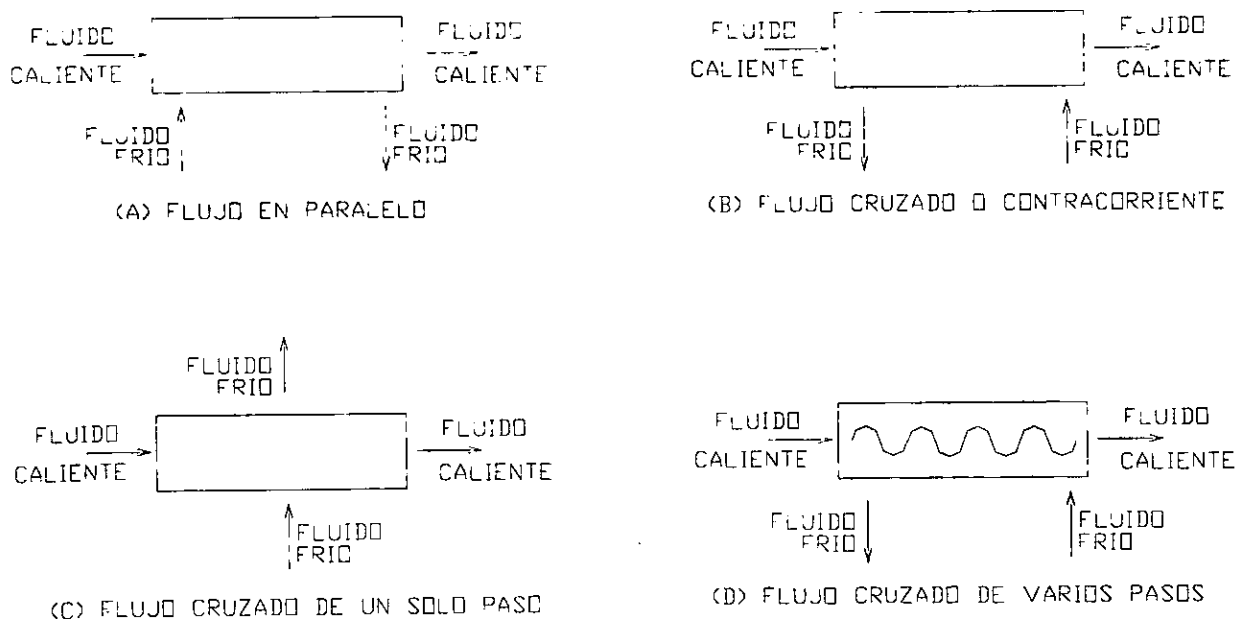 FLUIDO
CALIENTE
FLUIDO
CALIENTE
FLUIDO
FRIO
FLUIDO
FRIO
(A) FLUJO EN PARALELO
FLUIDO
CALIENTE
FLUIDO
CALIENTE
FLUIDO
FRIO
FLUIDO
FRIO
(B) FLUJO CRUZADO O CONTRACORRIENTE
FLUIDO
FRIO
FLUIDO
CALIENTE
FLUIDO
CALIENTE
FLUIDO
FRIO
(C) FLUJO CRUZADO DE UN SOLO PASO
FLUIDO
CALIENTE
FLUIDO
CALIENTE
FLUIDO
FRIO
FLUIDO
FRIO
(D) FLUJO CRUZADO DE VARIOS PASOS